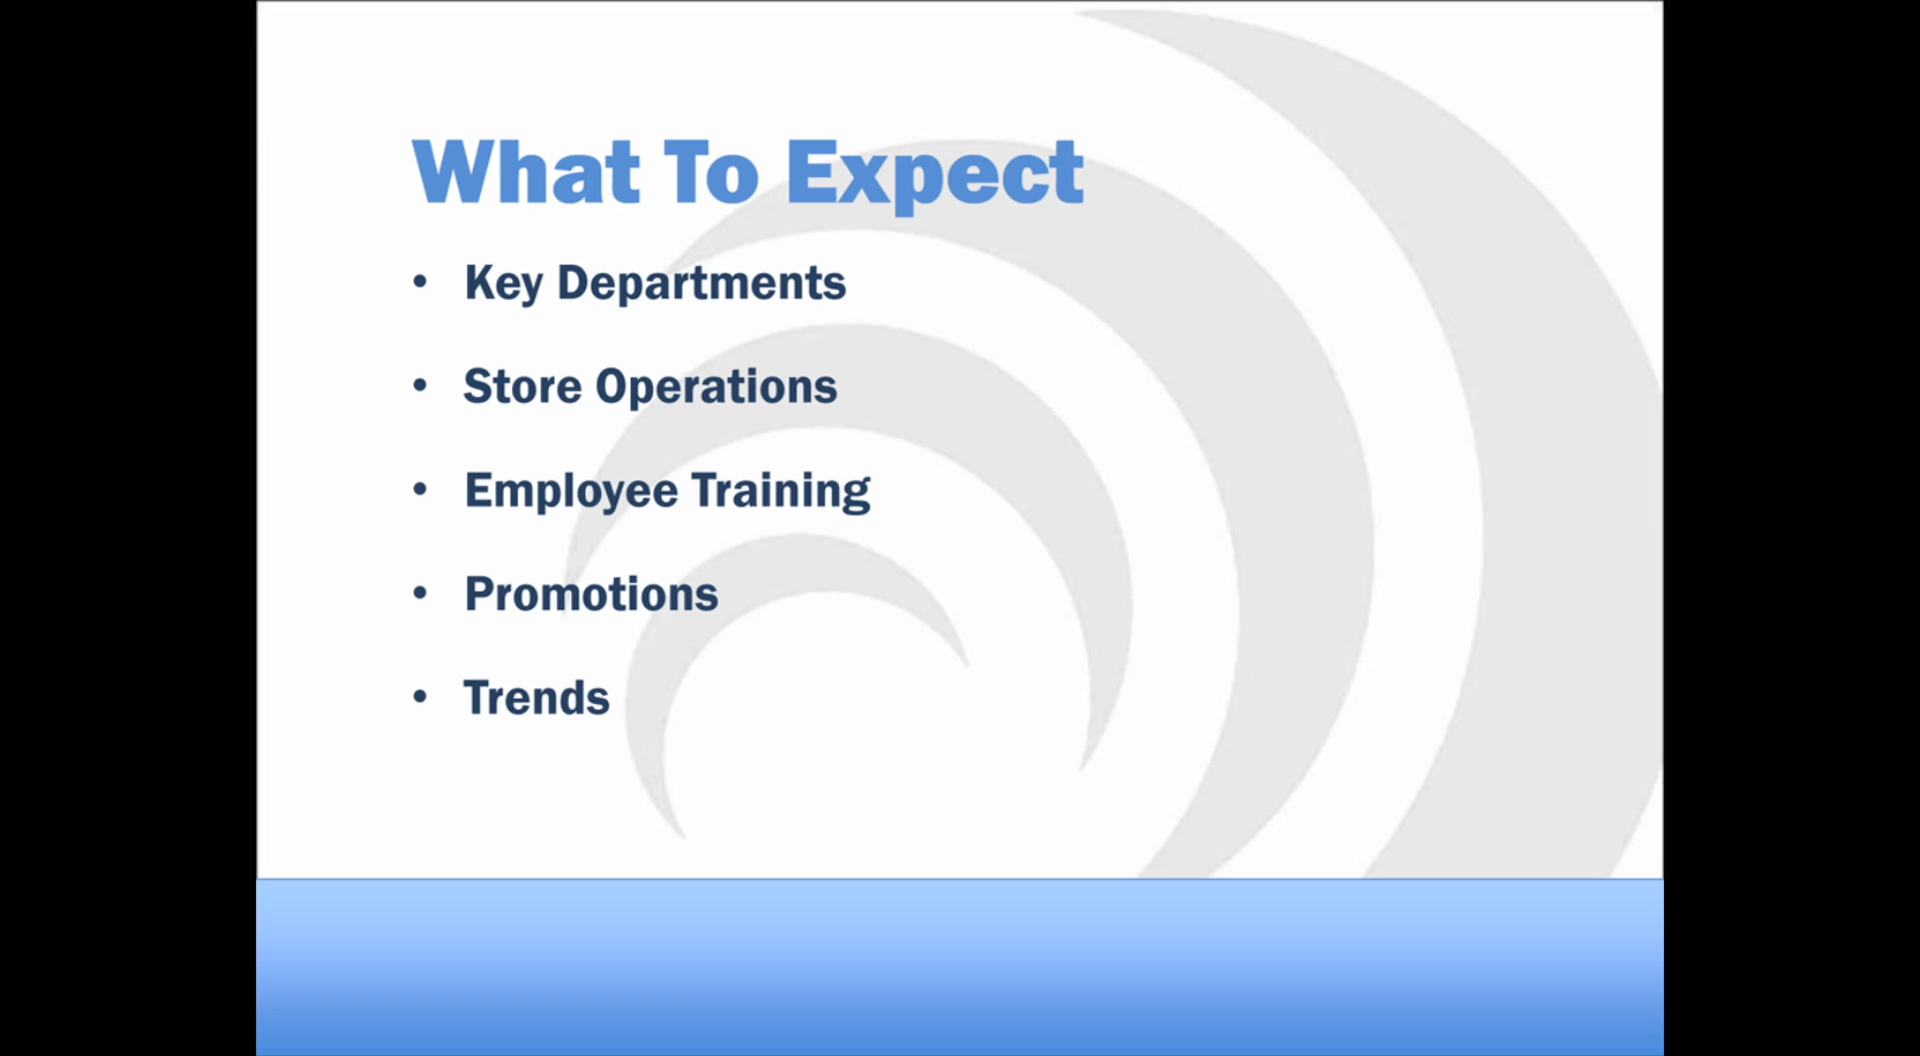 What To Expect
• Key Departments
• Store Operations
• Employee Training
• Promotions
• Trends